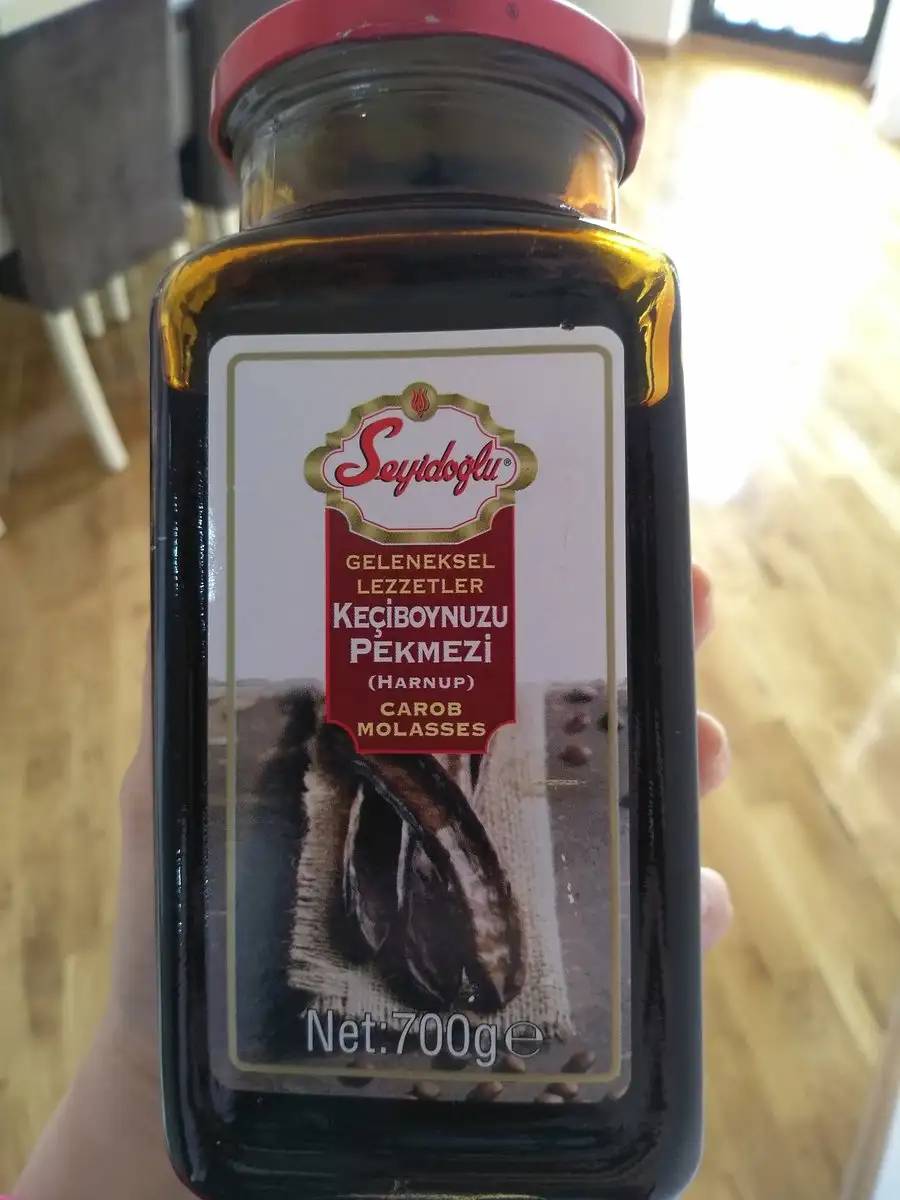 Seyidoğlu®
GELENEKSEL
LEZZETLER
KEÇİBOYNUZU
PEKMEZİ
(HARNUP)
CAROB
MOLASSES
Net:700g℮